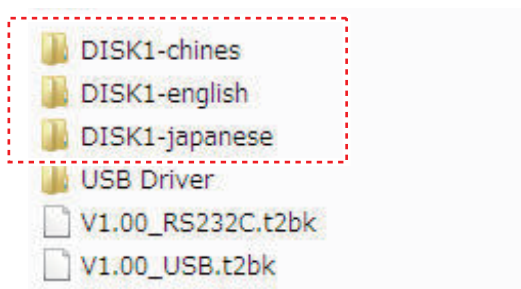 DISK1-chines
DISK1-english
DISK1-japanese
USB Driver
V1.00_RS232C.t2bk
V1.00_USB.t2bk